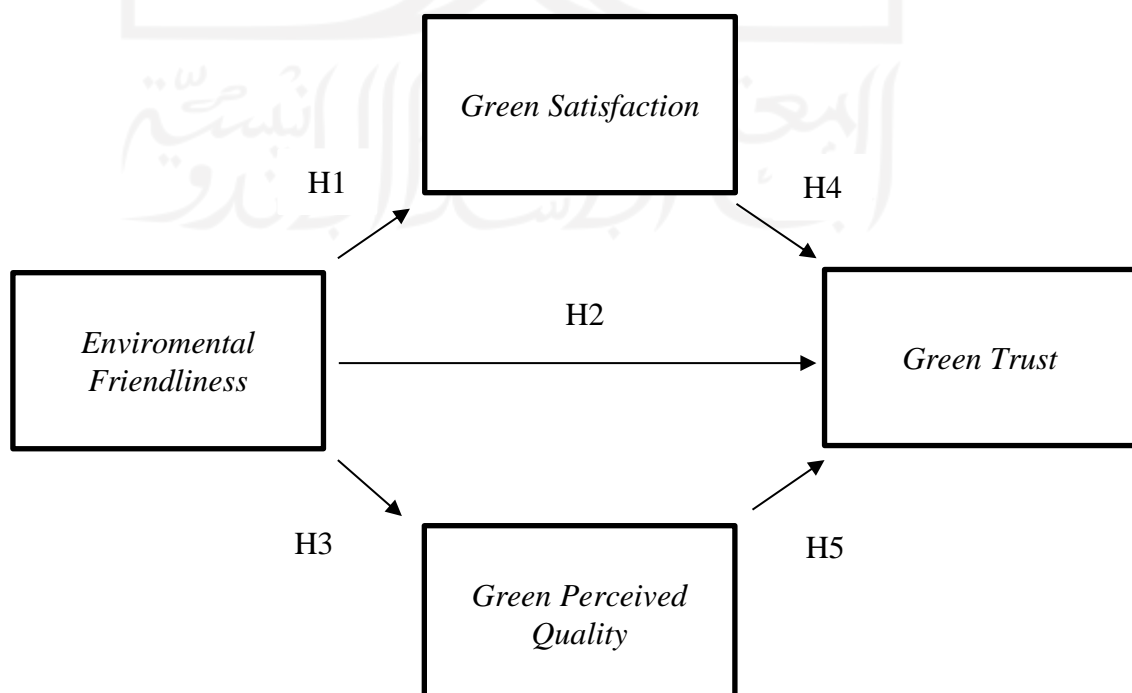 Green Satisfaction
H1
H4
H2
Enviromental
Friendliness
Green Trust
H3
H5
Green Perceived
Quality